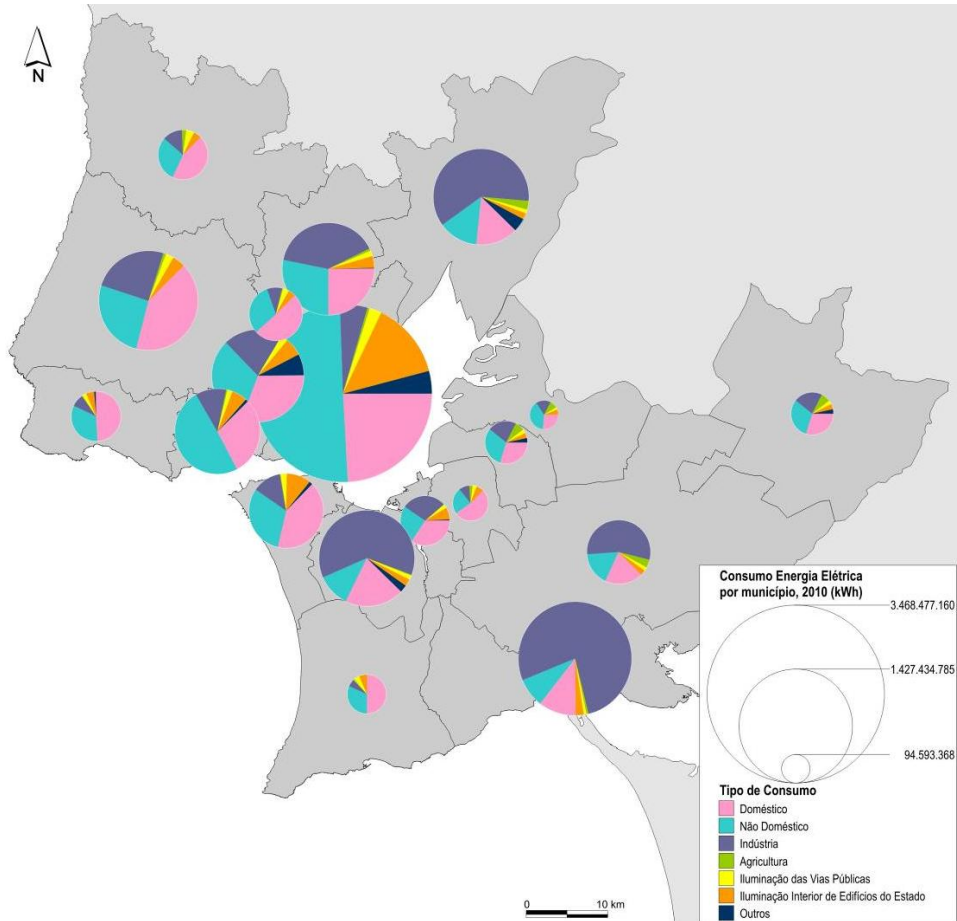 N
Consumo Energia Elétrica
por município, 2010 (kWh)
3.468.477.160
1.427.434.785
94.593.368
Tipo de Consumo
Doméstico
Não Doméstico
Indústria
Agricultura
Iluminação das Vias Públicas
Iluminação Interior de Edifícios do Estado
Outros
0 10 km